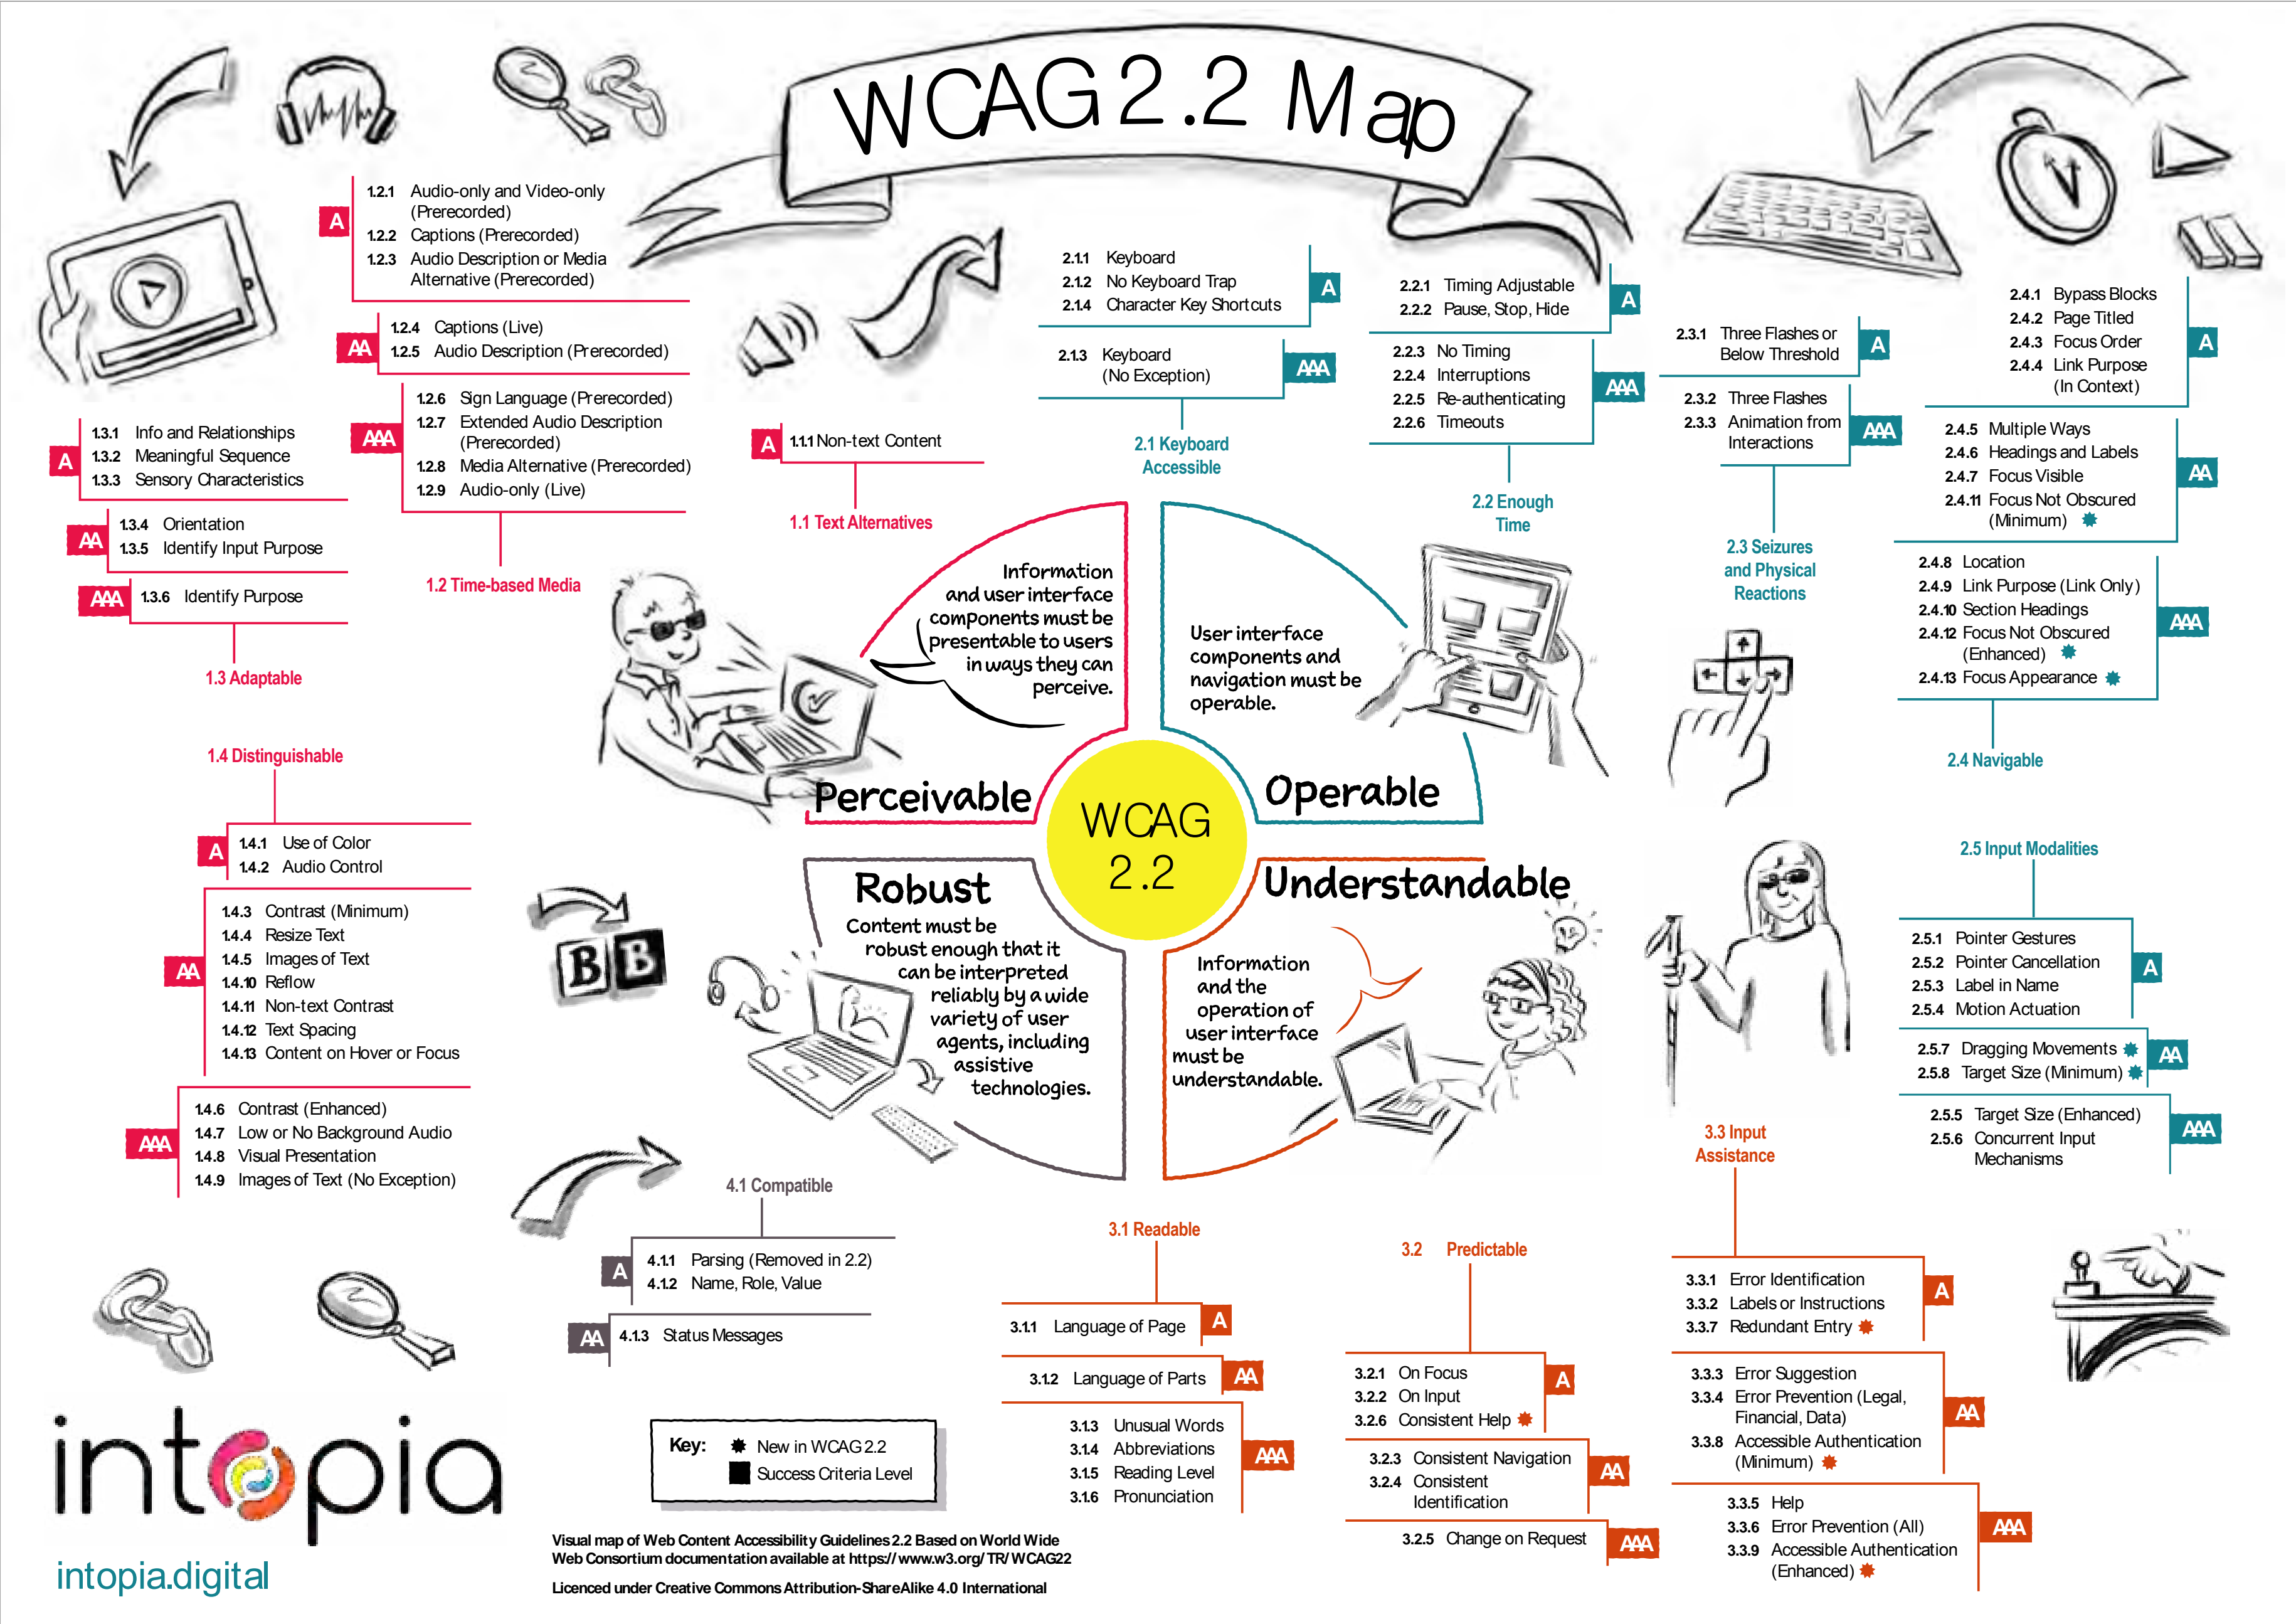 WCAG 2.2 Map
A
1.2.1 Audio-only and Video-only
(Prerecorded)
1.2.2 Captions (Prerecorded)
1.2.3 Audio Description or Media
Alternative (Prerecorded)
AA
1.2.4 Captions (Live)
1.2.5 Audio Description (Prerecorded)
AAA
1.2.6 Sign Language (Prerecorded)
1.2.7 Extended Audio Description
(Prerecorded)
1.2.8 Media Alternative (Prerecorded)
1.2.9 Audio-only (Live)
1.2 Time-based Media
A
1.3.1 Info and Relationships
1.3.2 Meaningful Sequence
1.3.3 Sensory Characteristics
AA
1.3.4 Orientation
1.3.5 Identify Input Purpose
AAA
1.3.6 Identify Purpose
1.3 Adaptable
A
1.1.1 Non-text Content
1.1 Text Alternatives
2.1.1 Keyboard
2.1.2 No Keyboard Trap
2.1.4 Character Key Shortcuts
A
2.1.3 Keyboard
(No Exception)
AAA
2.1 Keyboard
Accessible
2.2.1 Timing Adjustable
2.2.2 Pause, Stop, Hide
A
2.2.3 No Timing
2.2.4 Interruptions
2.2.5 Re-authenticating
2.2.6 Timeouts
AAA
2.2 Enough
Time
2.3.1 Three Flashes or
Below Threshold
A
2.3.2 Three Flashes
2.3.3 Animation from
Interactions
AAA
2.3 Seizures
and Physical
Reactions
2.4.1 Bypass Blocks
2.4.2 Page Titled
2.4.3 Focus Order
2.4.4 Link Purpose
(In Context)
A
2.4.5 Multiple Ways
2.4.6 Headings and Labels
2.4.7 Focus Visible
2.4.11 Focus Not Obscured
(Minimum)
AA
2.4.8 Location
2.4.9 Link Purpose (Link Only)
2.4.10 Section Headings
2.4.12 Focus Not Obscured
(Enhanced)
2.4.13 Focus Appearance
AAA
2.4 Navigable
Information
and user interface
components must be
presentable to users
in ways they can
perceive.
Perceivable
User interface
components and
navigation must be
operable.
Operable
WCAG
2.2
1.4 Distinguishable
A
1.4.1 Use of Color
1.4.2 Audio Control
AA
1.4.3 Contrast (Minimum)
1.4.4 Resize Text
1.4.5 Images of Text
1.4.10 Reflow
1.4.11 Non-text Contrast
1.4.12 Text Spacing
1.4.13 Content on Hover or Focus
AAA
1.4.6 Contrast (Enhanced)
1.4.7 Low or No Background Audio
1.4.8 Visual Presentation
1.4.9 Images of Text (No Exception)
B B
Robust
Content must be
robust enough that it
can be interpreted
reliably by a wide
variety of user
agents, including
assistive
technologies.
Understandable
Information
and the
operation of
user interface
must be
understandable.
2.5 Input Modalities
2.5.1 Pointer Gestures
2.5.2 Pointer Cancellation
2.5.3 Label in Name
2.5.4 Motion Actuation
A
2.5.7 Dragging Movements
2.5.8 Target Size (Minimum)
AA
2.5.5 Target Size (Enhanced)
2.5.6 Concurrent Input
Mechanisms
AAA
4.1 Compatible
A
4.1.1 Parsing (Removed in 2.2)
4.1.2 Name, Role, Value
AA
4.1.3 Status Messages
3.1 Readable
3.1.1 Language of Page
A
3.1.2 Language of Parts
AA
3.1.3 Unusual Words
3.1.4 Abbreviations
3.1.5 Reading Level
3.1.6 Pronunciation
AAA
3.2 Predictable
3.2.1 On Focus
3.2.2 On Input
3.2.6 Consistent Help
A
3.2.3 Consistent Navigation
3.2.4 Consistent
Identification
AA
3.2.5 Change on Request
AAA
3.3 Input
Assistance
3.3.1 Error Identification
3.3.2 Labels or Instructions
3.3.7 Redundant Entry
A
3.3.3 Error Suggestion
3.3.4 Error Prevention (Legal,
Financial, Data)
3.3.8 Accessible Authentication
(Minimum)
AA
3.3.5 Help
3.3.6 Error Prevention (All)
3.3.9 Accessible Authentication
(Enhanced)
AAA
Key: New in WCAG 2.2
Success Criteria Level
intopia
intopia.digital
Visual map of Web Content Accessibility Guidelines 2.2 Based on World Wide
Web Consortium documentation available at https://www.w3.org/TR/WCAG22
Licenced under Creative Commons Attribution-ShareAlike 4.0 International